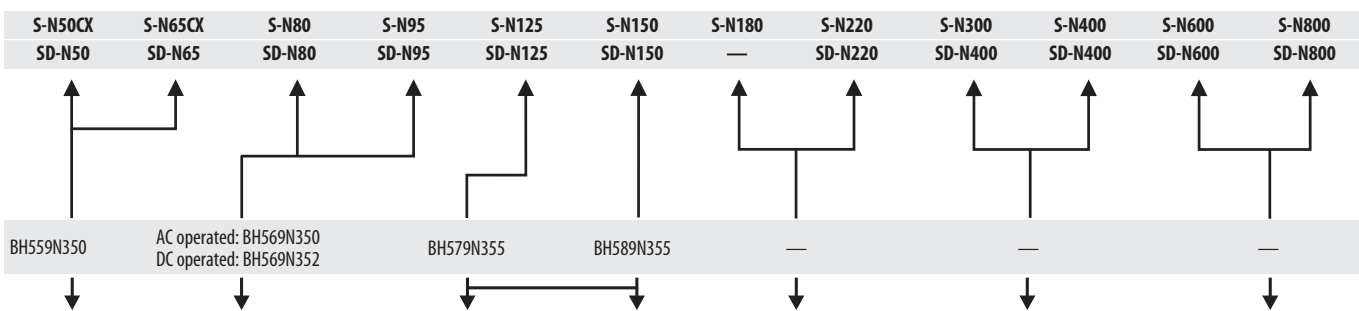 S-N50CX S-N65CX S-N80 S-N95 S-N125 S-N150 S-N180 S-N220 S-N300 S-N400 S-N600 S-N800
SD-N50 SD-N65 SD-N80 SD-N95 SD-N125 SD-N150 — SD-N220 SD-N400 SD-N400 SD-N600 SD-N800
BH559N350 AC operated: BH569N350 BH579N355 BH589N355 — — —
DC operated: BH569N352